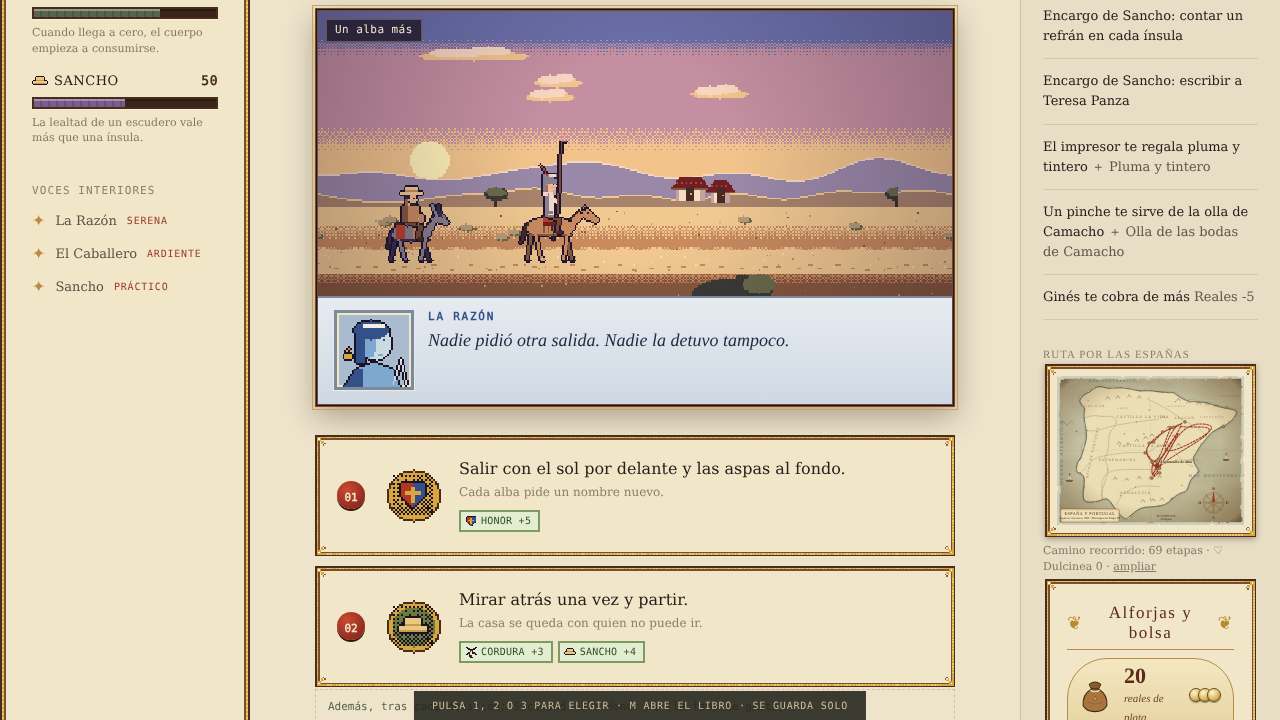 Cuando llega a cero, el cuerpo
empieza a consumirse.
SANCHO 50
La lealtad de un escudero vale
más que una ínsula.
VOCES INTERIORES
La Razón SERENA
El Caballero ARDIENTE
Sancho PRÁCTICO
Un alba más
LA RAZÓN
Nadie pidió otra salida. Nadie la detuvo tampoco.
01
Salir con el sol por delante y las aspas al fondo.
Cada alba pide un nombre nuevo.
HONOR +5
02
Mirar atrás una vez y partir.
La casa se queda con quien no puede ir.
CORDURA +3 SANCHO +4
Además, tras
PULSA 1, 2 O 3 PARA ELEGIR · M ABRE EL LIBRO · SE GUARDA SOLO
Encargo de Sancho: contar un
refrán en cada ínsula
Encargo de Sancho: escribir a
Teresa Panza
El impresor te regala pluma y
tintero + Pluma y tintero
Un pinche te sirve de la olla de
Camacho + Olla de las bodas
de Camacho
Ginés te cobra de más Reales -5
RUTA POR LAS ESPAÑAS
ESPAÑA Y PORTUGAL
Camino recorrido: 69 etapas · ♡
Dulcinea 0 · ampliar
Alforjas y
bolsa
20
reales de
plata